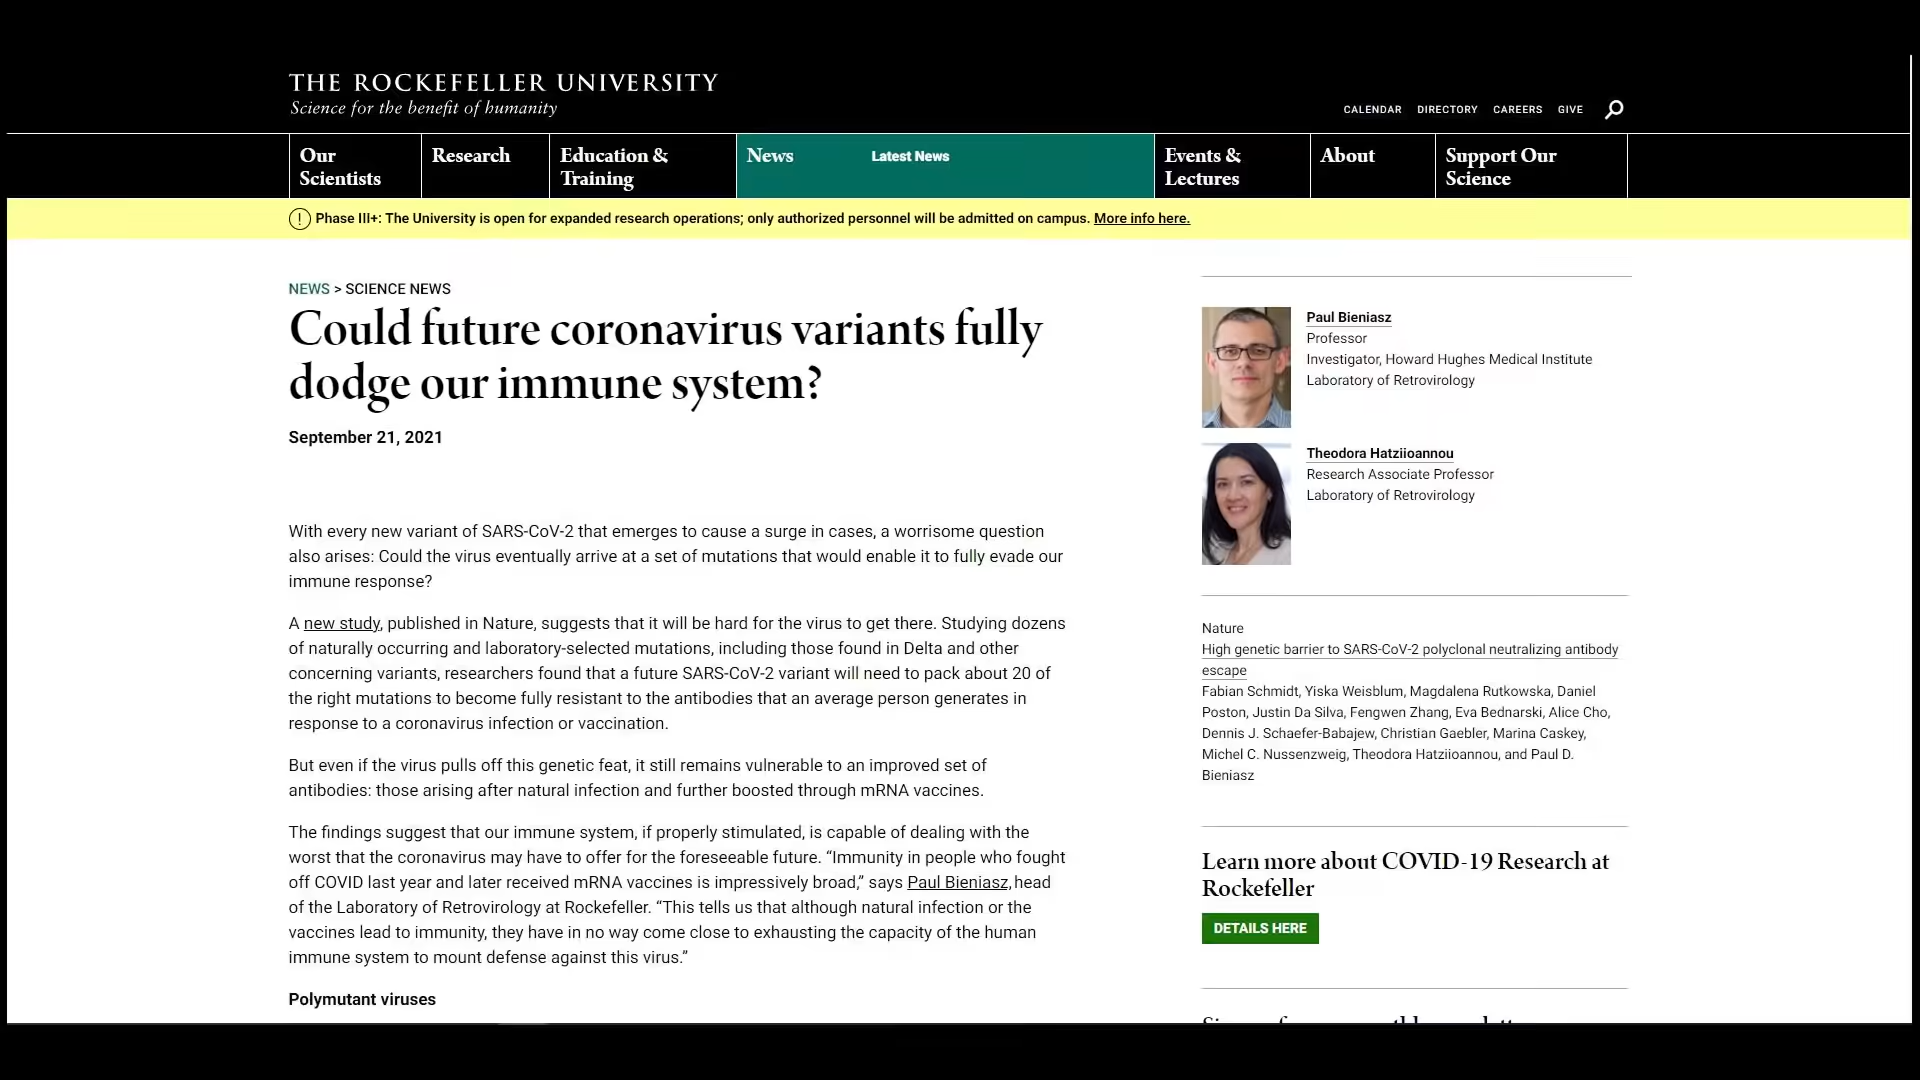 THE ROCKEFELLER UNIVERSITY
Science for the benefit of humanity
CALENDAR DIRECTORY CAREERS GIVE
Our Scientists
Research
Education & Training
News
Latest News
Events & Lectures
About
Support Our Science
Phase III+: The University is open for expanded research operations; only authorized personnel will be admitted on campus. More info here.
NEWS > SCIENCE NEWS
Could future coronavirus variants fully
dodge our immune system?
September 21, 2021
With every new variant of SARS-CoV-2 that emerges to cause a surge in cases, a worrisome question
also arises: Could the virus eventually arrive at a set of mutations that would enable it to fully evade our
immune response?
A new study, published in Nature, suggests that it will be hard for the virus to get there. Studying dozens
of naturally occurring and laboratory-selected mutations, including those found in Delta and other
concerning variants, researchers found that a future SARS-CoV-2 variant will need to pack about 20 of
the right mutations to become fully resistant to the antibodies that an average person generates in
response to a coronavirus infection or vaccination.
But even if the virus pulls off this genetic feat, it still remains vulnerable to an improved set of
antibodies: those arising after natural infection and further boosted through mRNA vaccines.
The findings suggest that our immune system, if properly stimulated, is capable of dealing with the
worst that the coronavirus may have to offer for the foreseeable future. “Immunity in people who fought
off COVID last year and later received mRNA vaccines is impressively broad,” says Paul Bieniasz, head
of the Laboratory of Retrovirology at Rockefeller. “This tells us that although natural infection or the
vaccines lead to immunity, they have in no way come close to exhausting the capacity of the human
immune system to mount defense against this virus.”
Polymutant viruses
Paul Bieniasz
Professor
Investigator, Howard Hughes Medical Institute
Laboratory of Retrovirology
Theodora Hatziioannou
Research Associate Professor
Laboratory of Retrovirology
Nature
High genetic barrier to SARS-CoV-2 polyclonal neutralizing antibody
escape
Fabian Schmidt, Yiska Weisblum, Magdalena Rutkowska, Daniel
Poston, Justin Da Silva, Fengwen Zhang, Eva Bednarski, Alice Cho,
Dennis J. Schaefer-Babajew, Christian Gaebler, Marina Caskey,
Michel C. Nussenzweig, Theodora Hatziioannou, and Paul D.
Bieniasz
Learn more about COVID-19 Research at
Rockefeller
DETAILS HERE